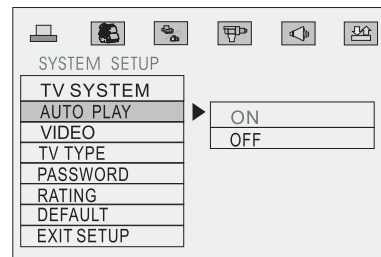 SYSTEM SETUP
TV SYSTEM
AUTO PLAY
VIDEO
TV TYPE
PASSWORD
RATING
DEFAULT
EXIT SETUP
ON
OFF